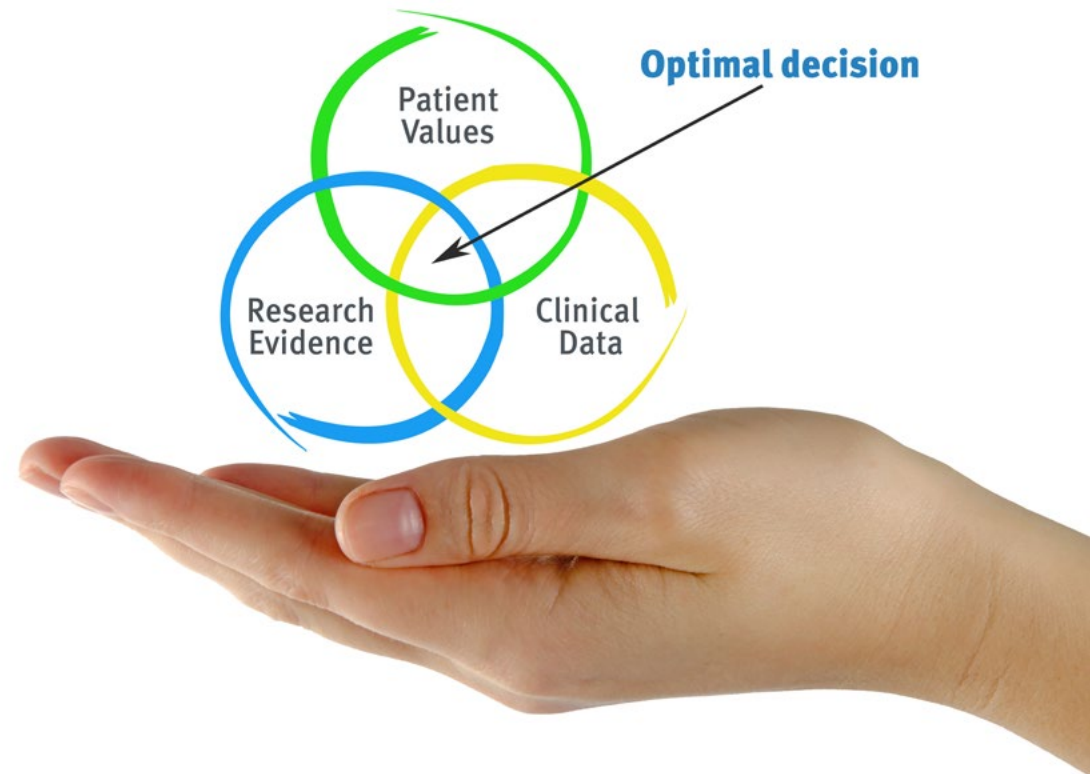 Optimal decision
Patient
Values
Research
Evidence
Clinical
Data